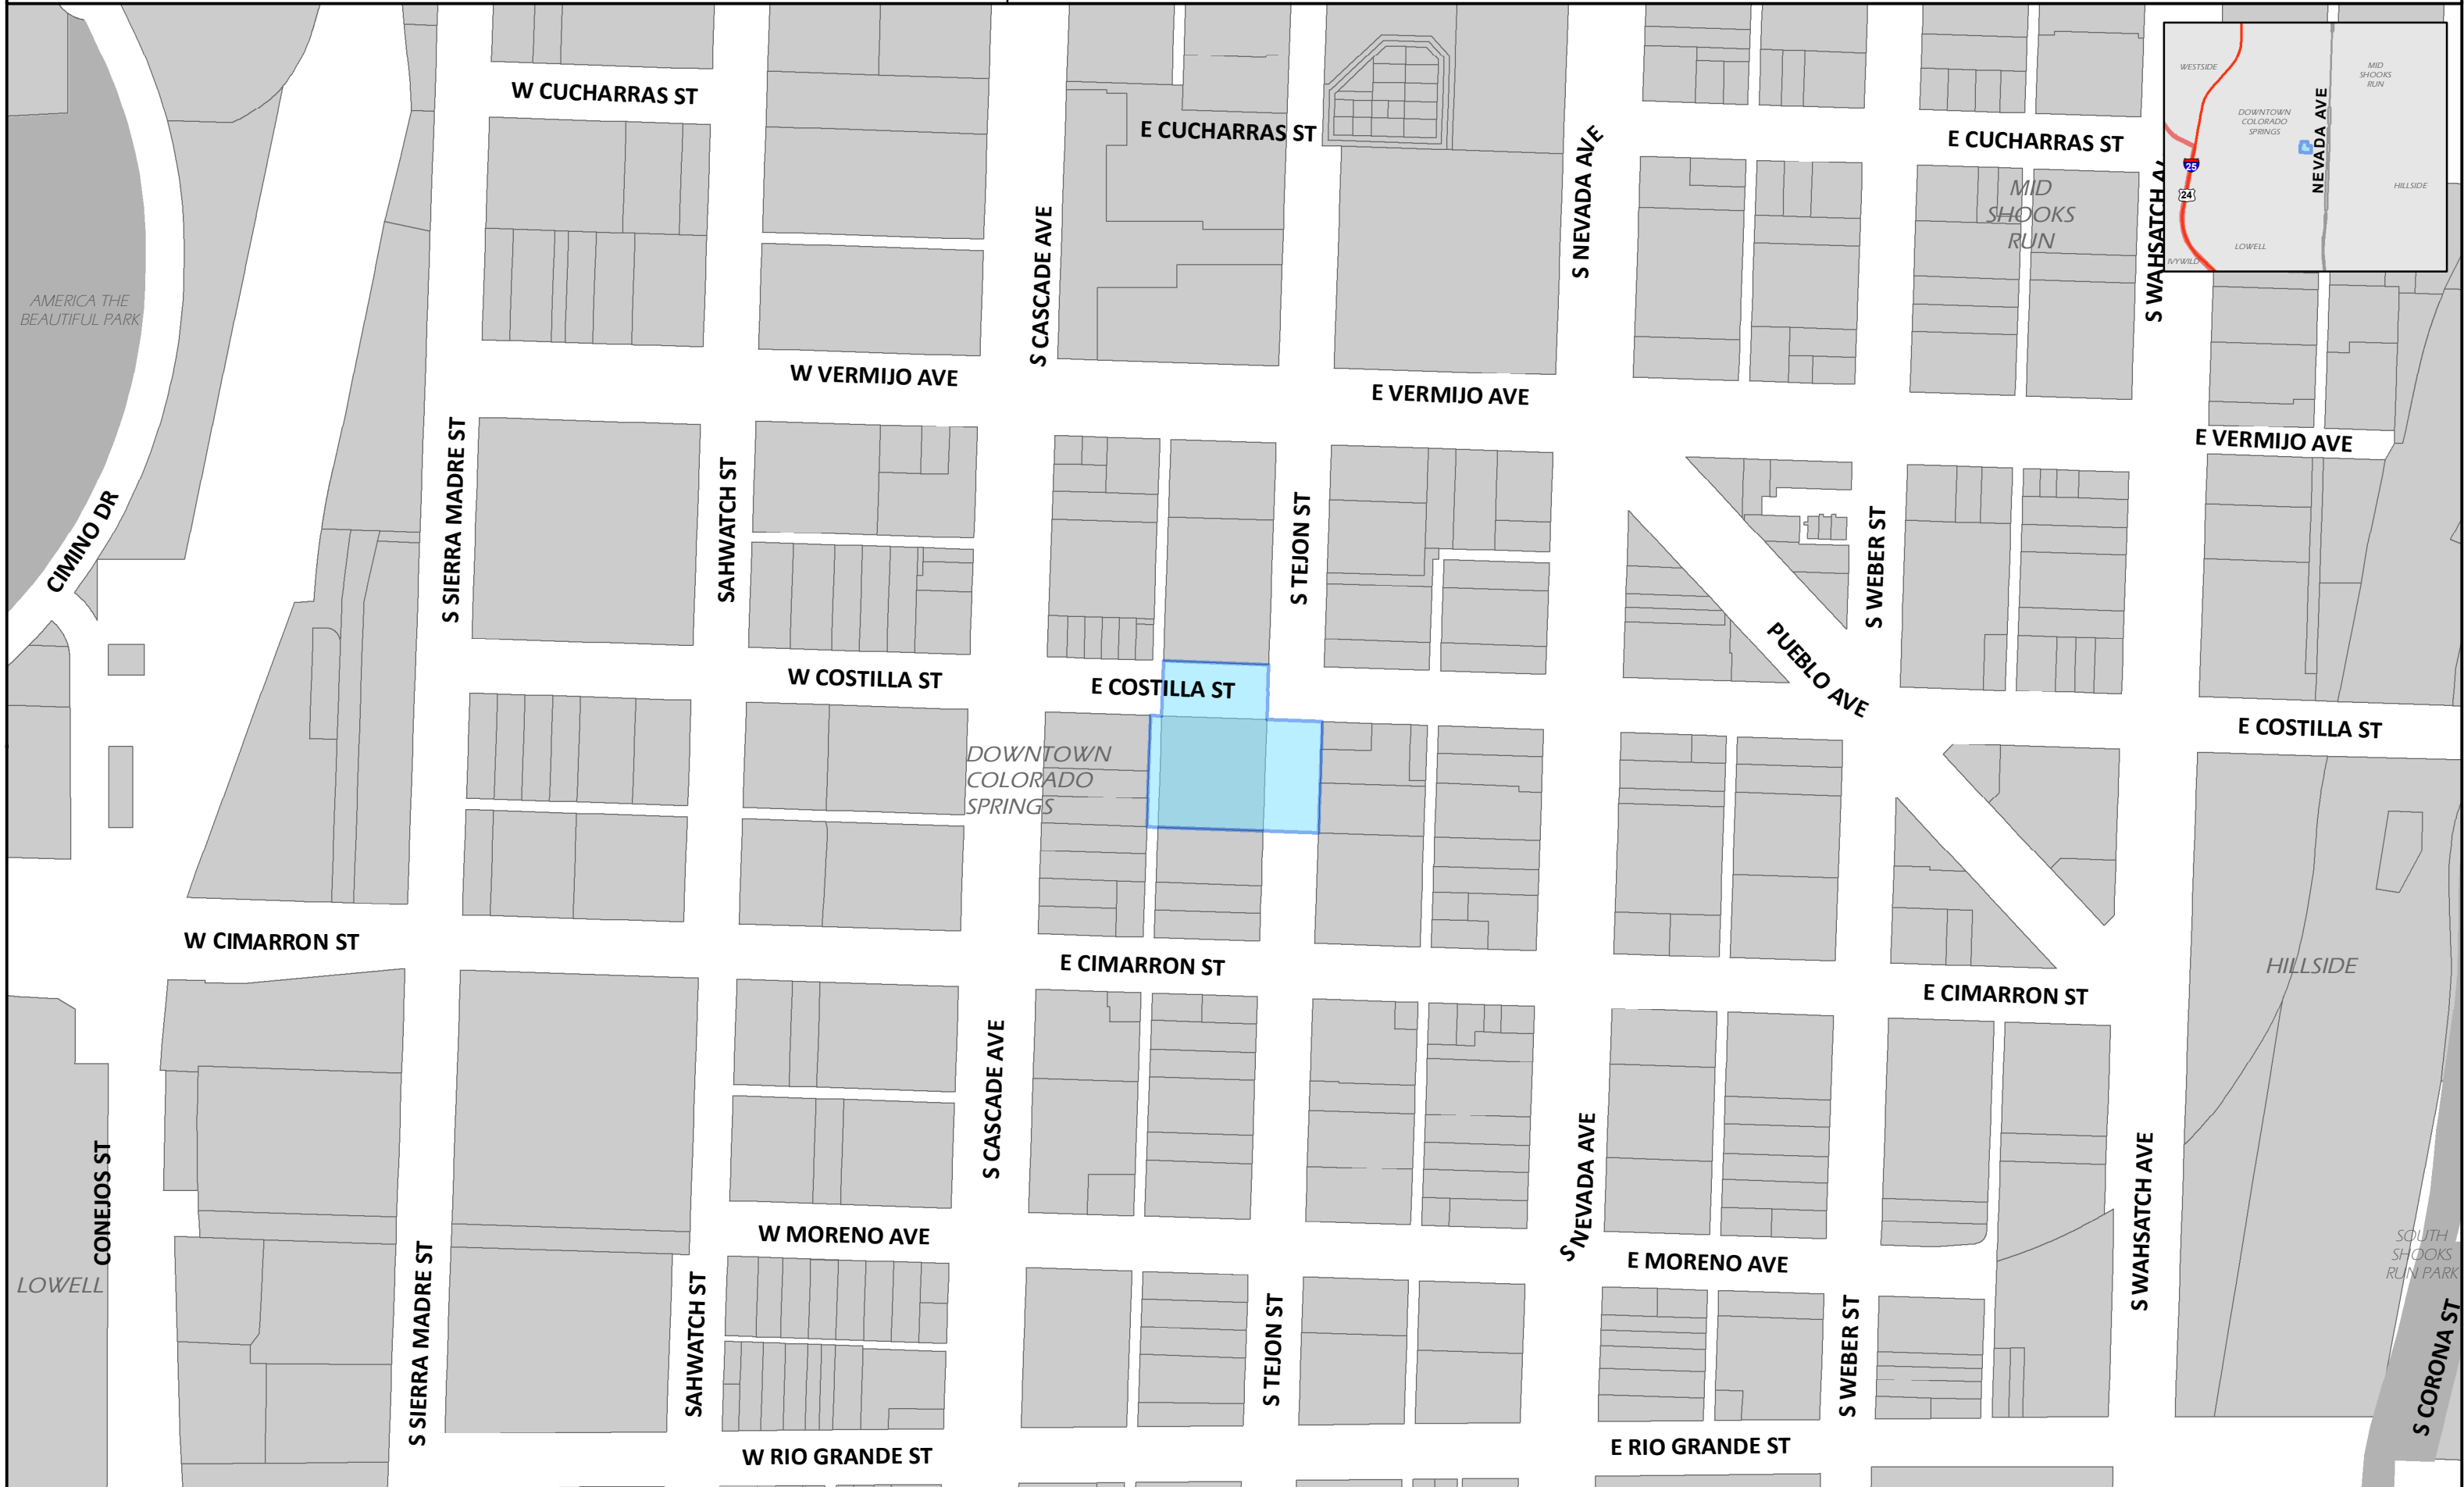 W CUCHARRAS ST
E CUCHARRAS ST
E CUCHARRAS ST
S NEVADA AVE
MID
SHOOKS
RUN
S WAHSATCH
WESTSIDE
MID
SHOOKS
RUN
DOWNTOWN
COLORADO
SPRINGS
NEVADA AVE
25
24
HILLSIDE
LOWELL
IVYWILD
AMERICA THE
BEAUTIFUL PARK
S CASCADE AVE
W VERMIJO AVE
E VERMIJO AVE
E VERMIJO AVE
CIMINO DR
S SIERRA MADRE ST
SAHWATCH ST
S TEJON ST
S WEBER ST
PUEBLO AVE
W COSTILLA ST
E COSTILLA ST
E COSTILLA ST
DOWNTOWN
COLORADO
SPRINGS
W CIMARRON ST
E CIMARRON ST
E CIMARRON ST
HILLSIDE
CONEJOS ST
S CASCADE AVE
S NEVADA AVE
S WAHSATCH AVE
W MORENO AVE
E MORENO AVE
LOWELL
SOUTH
SHOOKS
RUN PARK
S SIERRA MADRE ST
SAHWATCH ST
S TEJON ST
S WEBER ST
S CORONA ST
W RIO GRANDE ST
E RIO GRANDE ST